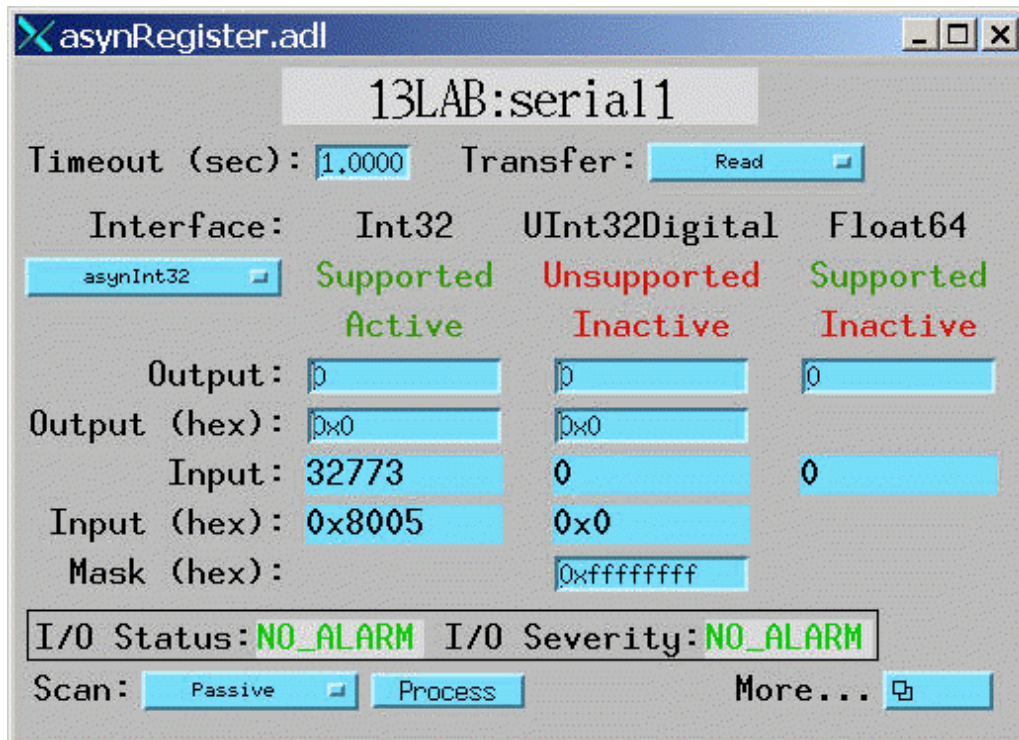 asynRegister.adl
13LAB:serial1
Timeout (sec): 1.0000 Transfer: Read
Interface: Int32 UInt32Digital Float64
asynInt32 Supported Unsupported Supported
Active Inactive Inactive
Output: 0 0 0
Output (hex): 0x0 0x0
Input: 32773 0 0
Input (hex): 0x8005 0x0
Mask (hex): 0xffffffff
I/O Status: NO_ALARM I/O Severity: NO_ALARM
Scan: Passive Process More...